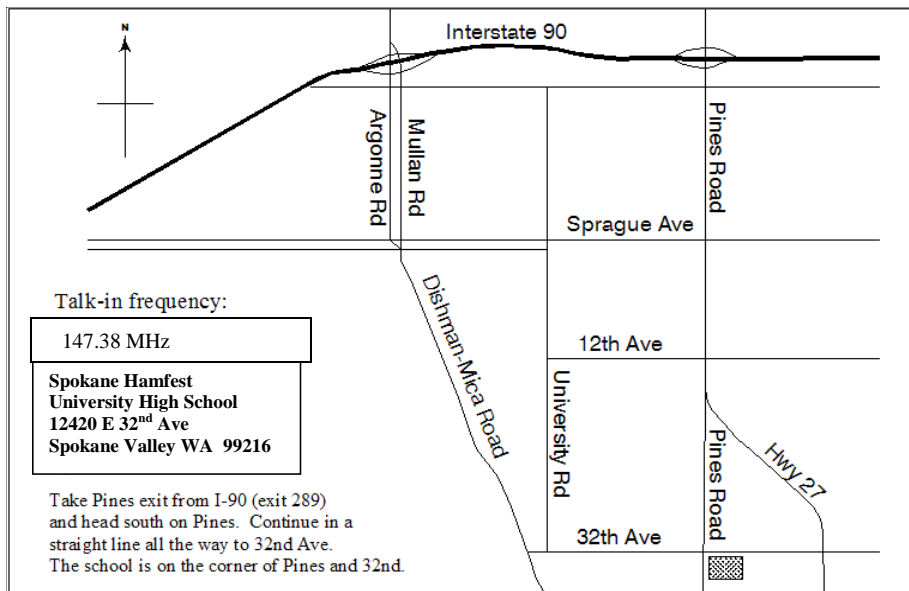 N
Interstate 90
Argonne Rd
Mullan Rd
Pines Road
Sprague Ave
Talk-in frequency:
147.38 MHz
Dishman-Mica Road
12th Ave
Spokane Hamfest
University High School
12420 E 32nd Ave
Spokane Valley WA 99216
University Rd
Pines Road
Hwy 27
Take Pines exit from I-90 (exit 289)
and head south on Pines. Continue in a
straight line all the way to 32nd Ave.
The school is on the corner of Pines and 32nd.
32th Ave